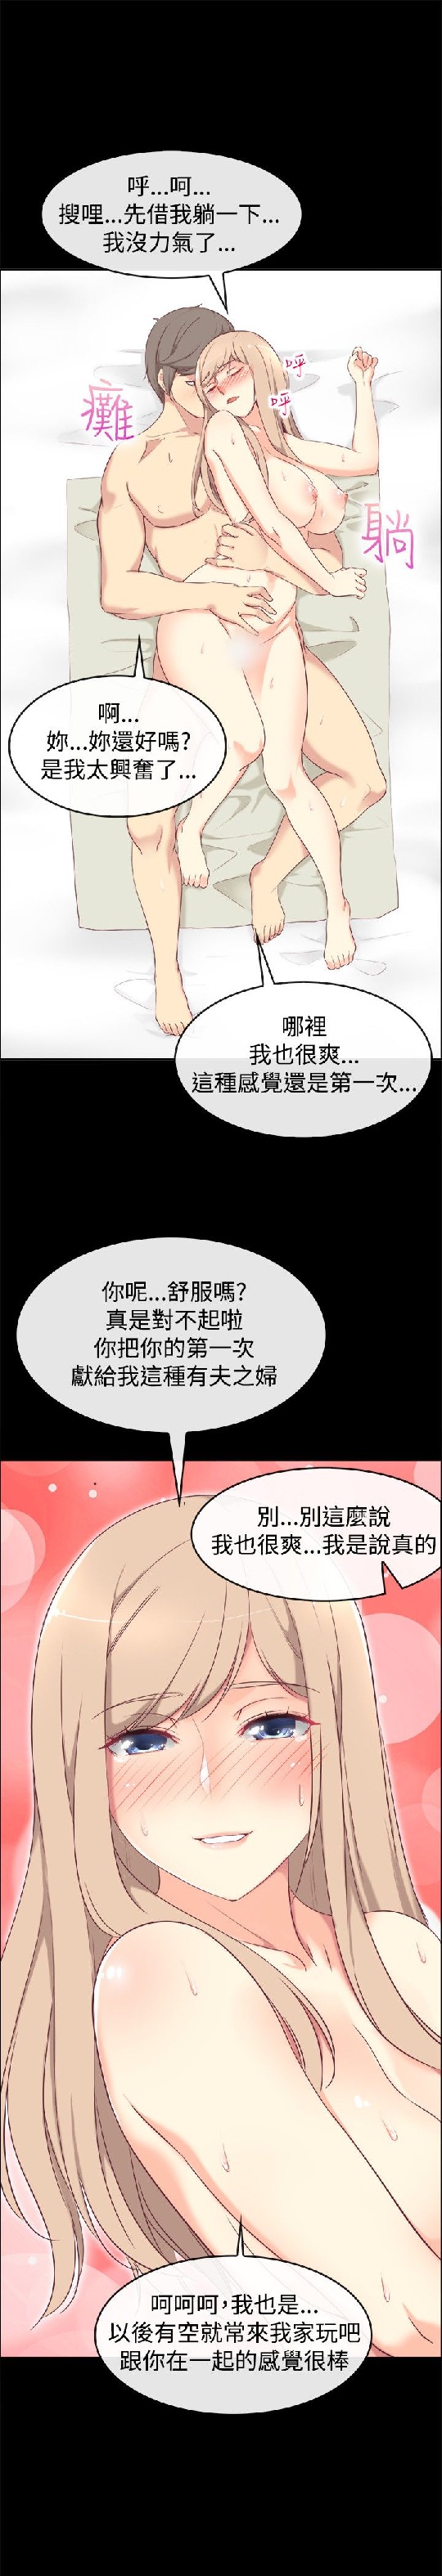 呼…呵…
搜哩…先借我躺一下…
我沒力氣了…
呼
呼
癱
躺
啊…
妳…妳還好嗎?
是我太興奮了…
哪裡
我也很爽…
這種感覺還是第一次…
你呢…舒服嗎?
真是對不起啦
你把你的第一次
獻給我這種有夫之婦
別…別這麼說
我也很爽…我是說真的
呵呵呵,我也是…
以後有空就常來我家玩吧
跟你在一起的感覺很棒